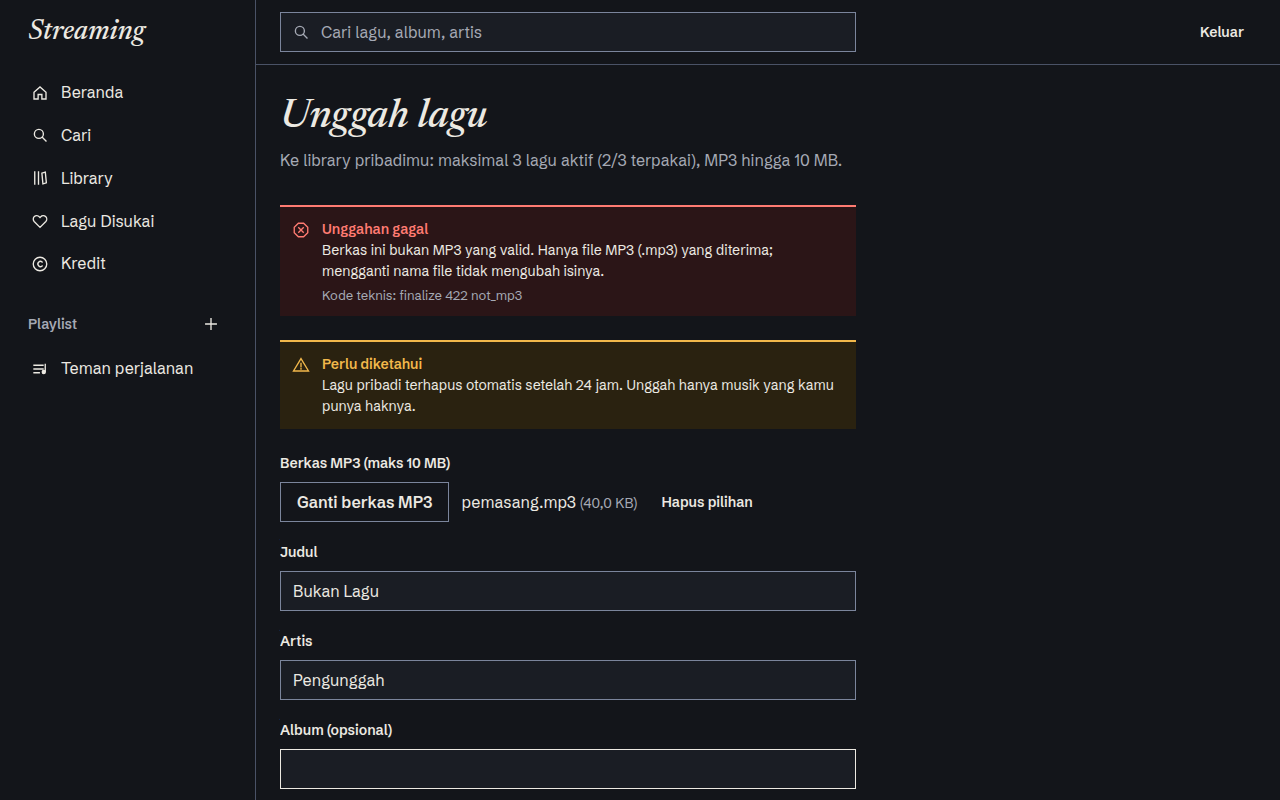 Streaming
Cari lagu, album, artis
Keluar
Beranda
Cari
Library
Lagu Disukai
Kredit
Playlist
Teman perjalanan
Unggah lagu
Ke library pribadimu: maksimal 3 lagu aktif (2/3 terpakai), MP3 hingga 10 MB.
Unggahan gagal
Berkas ini bukan MP3 yang valid. Hanya file MP3 (.mp3) yang diterima;
mengganti nama file tidak mengubah isinya.
Kode teknis: finalize 422 not_mp3
Perlu diketahui
Lagu pribadi terhapus otomatis setelah 24 jam. Unggah hanya musik yang kamu
punya haknya.
Berkas MP3 (maks 10 MB)
Ganti berkas MP3 pemasang.mp3 (40,0 KB) Hapus pilihan
Judul
Bukan Lagu
Artis
Pengunggah
Album (opsional)